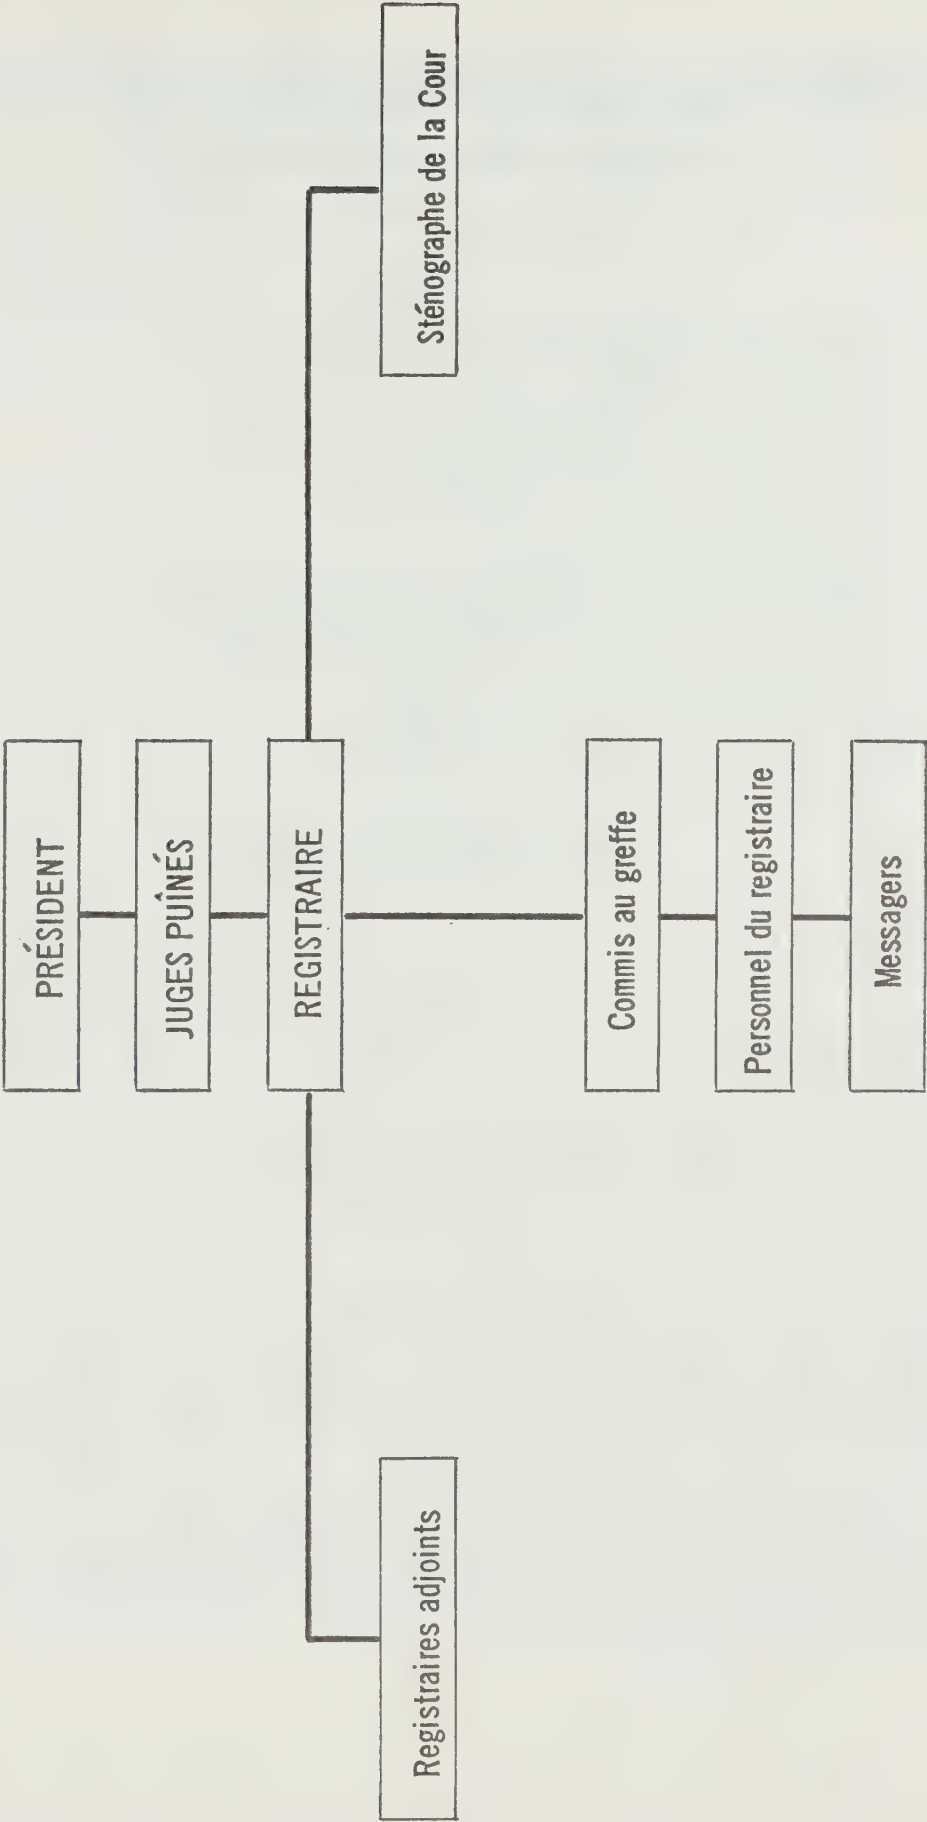 PRÉSIDENT
JUGES PUÎNÉS
REGISTRAIRE
Registraires adjoints
Sténographe de la Cour
Commis au greffe
Personnel du registraire
Messagers